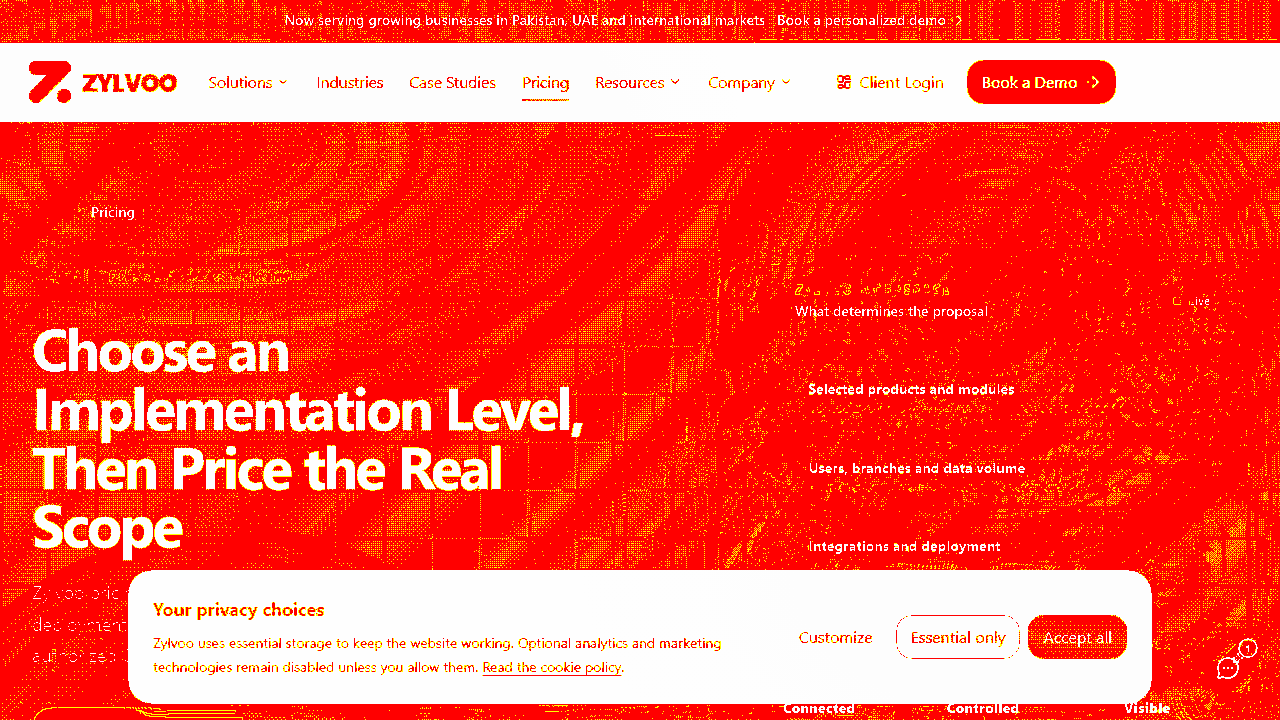 Now serving growing businesses in Pakistan, UAE and international markets Book a personalized demo
ZYLVOO
Solutions Industries Case Studies Pricing Resources Company Client Login Book a Demo
Pricing
What determines the proposal
Live
Choose an
Implementation Level,
Then Price the Real
Scope
Selected products and modules
Users, branches and data volume
Integrations and deployment
Zylvoo
deployment
Your privacy choices
Zylvoo uses essential storage to keep the website working. Optional analytics and marketing
technologies remain disabled unless you allow them. Read the cookie policy.
Customize Essential only Accept all
1
Connected Controlled Visible